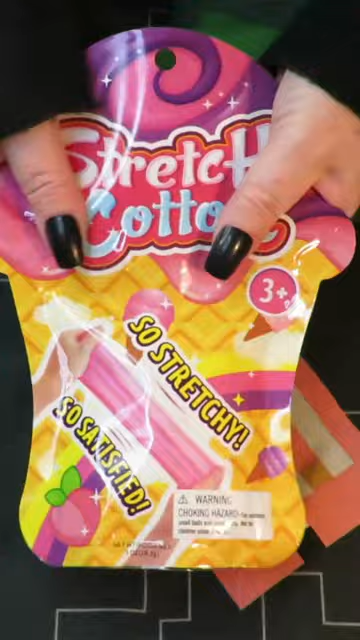 Stretch
Cotton
3+
SO STRETCHY!
SO SATISFIED!
⚠ WARNING:
CHOKING HAZARD-